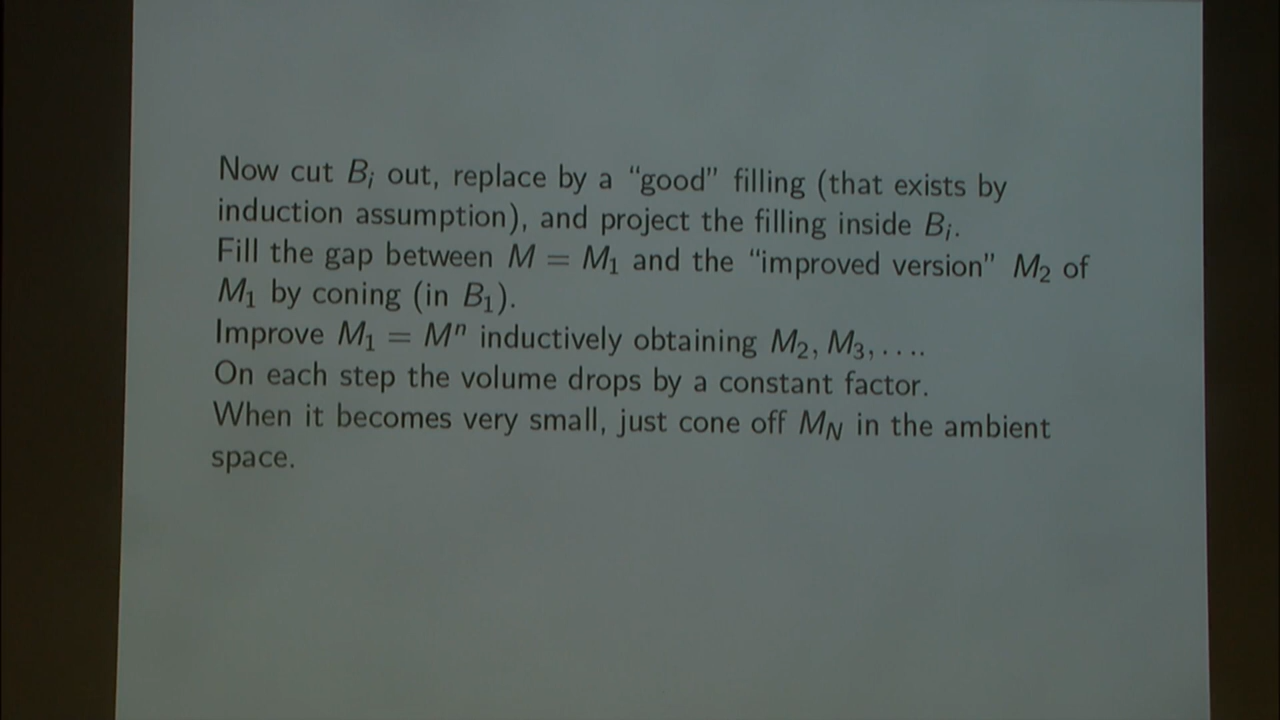 Now cut B_i out, replace by a “good” filling (that exists by
induction assumption), and project the filling inside B_i.
Fill the gap between M = M_1 and the “improved version” M_2 of
M_1 by coning (in B_1).
Improve M_1 = M^n inductively obtaining M_2, M_3, ....
On each step the volume drops by a constant factor.
When it becomes very small, just cone off M_N in the ambient
space.